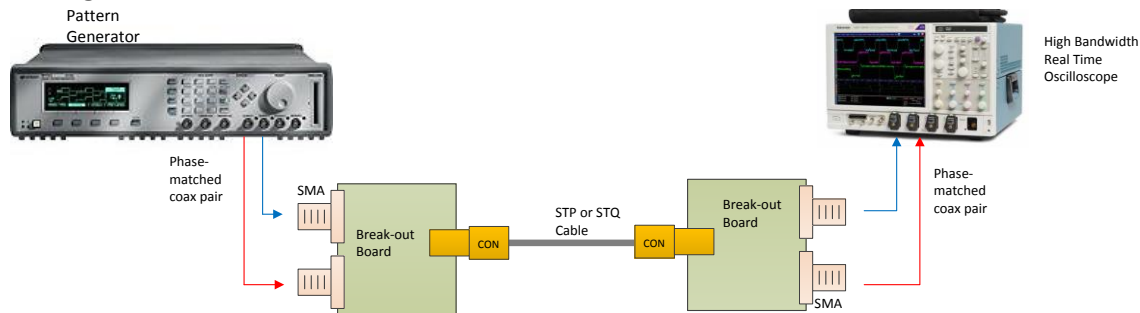 Pattern
Generator
High Bandwidth
Real Time
Oscilloscope
Phase-
matched
coax pair
SMA
Break-out
Board
CON
STP or STQ
Cable
CON
Break-out
Board
SMA
Phase-
matched
coax pair